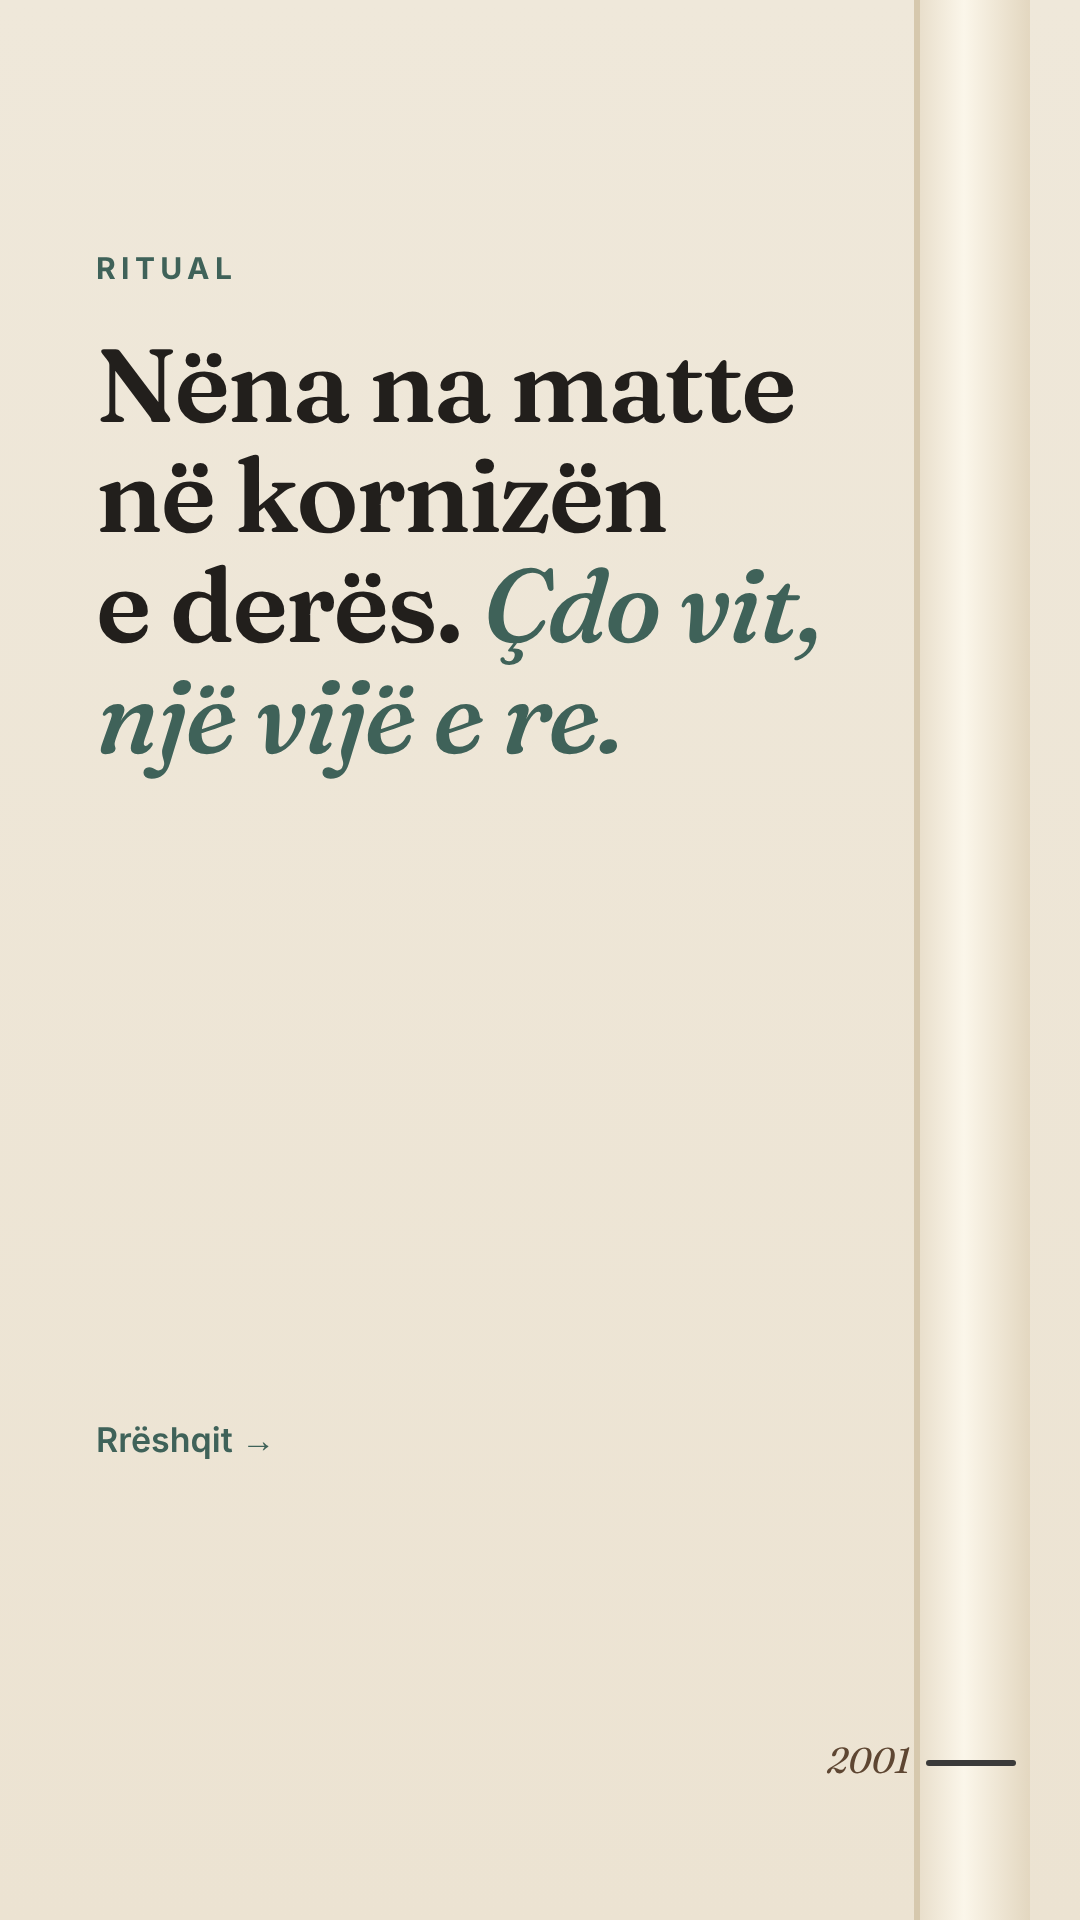 RITUAL
Nëna na matte
në kornizën
e derës. Çdo vit,
një vijë e re.
Rrëshqit →
2001